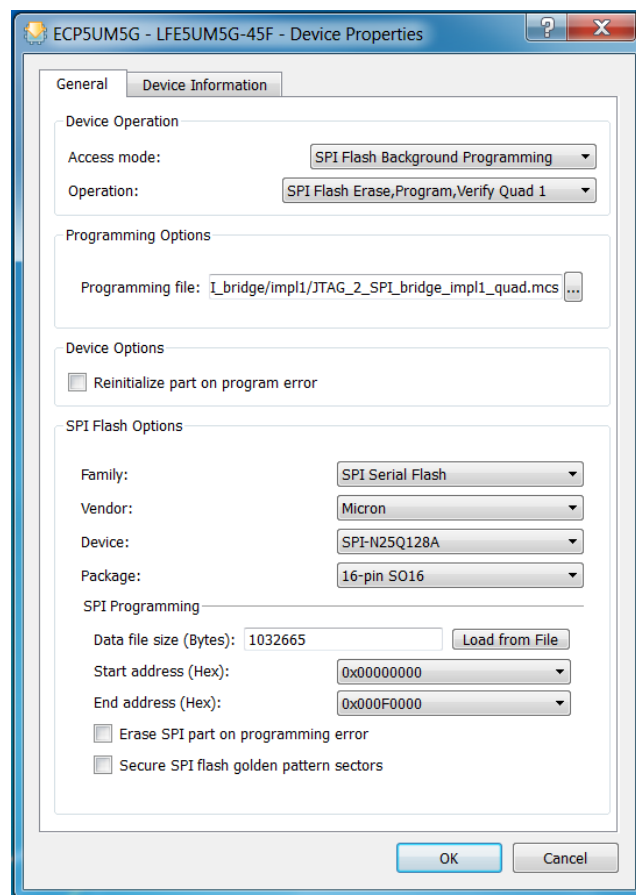 ECP5UM5G - LFE5UM5G-45F - Device Properties
General Device Information
Device Operation
Access mode: SPI Flash Background Programming
Operation: SPI Flash Erase,Program,Verify Quad 1
Programming Options
Programming file: I_bridge/impl1/JTAG_2_SPI_bridge_impl1_quad.mcs ...
Device Options
Reinitialize part on program error
SPI Flash Options
Family: SPI Serial Flash
Vendor: Micron
Device: SPI-N25Q128A
Package: 16-pin SO16
SPI Programming
Data file size (Bytes): 1032665 Load from File
Start address (Hex): 0x00000000
End address (Hex): 0x000F0000
Erase SPI part on programming error
Secure SPI flash golden pattern sectors
OK Cancel